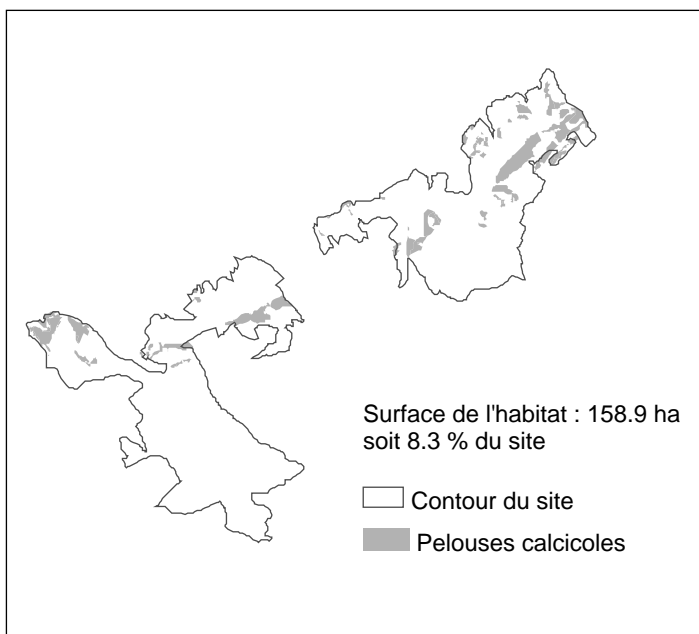 Surface de l'habitat : 158.9 ha
soit 8.3 % du site
Contour du site
Pelouses calcicoles